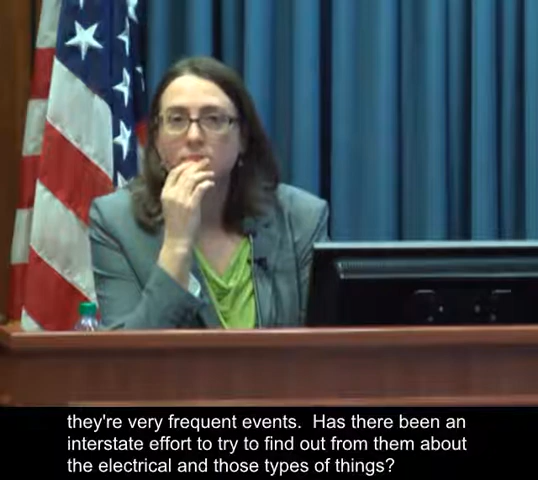 they're very frequent events.  Has there been an
interstate effort to try to find out from them about
the electrical and those types of things?